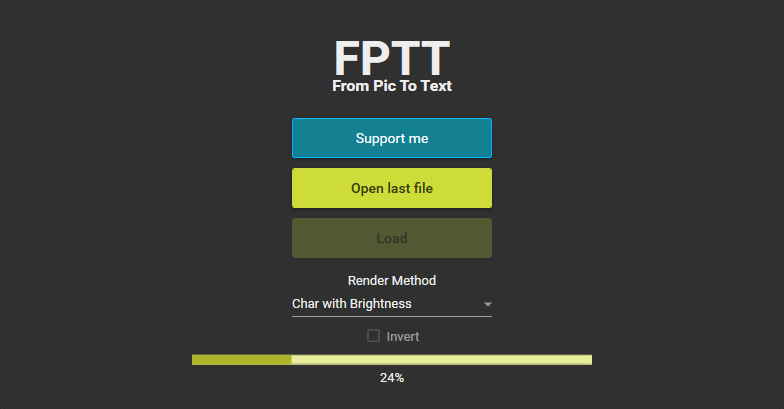 FPTT
From Pic To Text
Support me
Open last file
Load
Render Method
Char with Brightness
Invert
24%